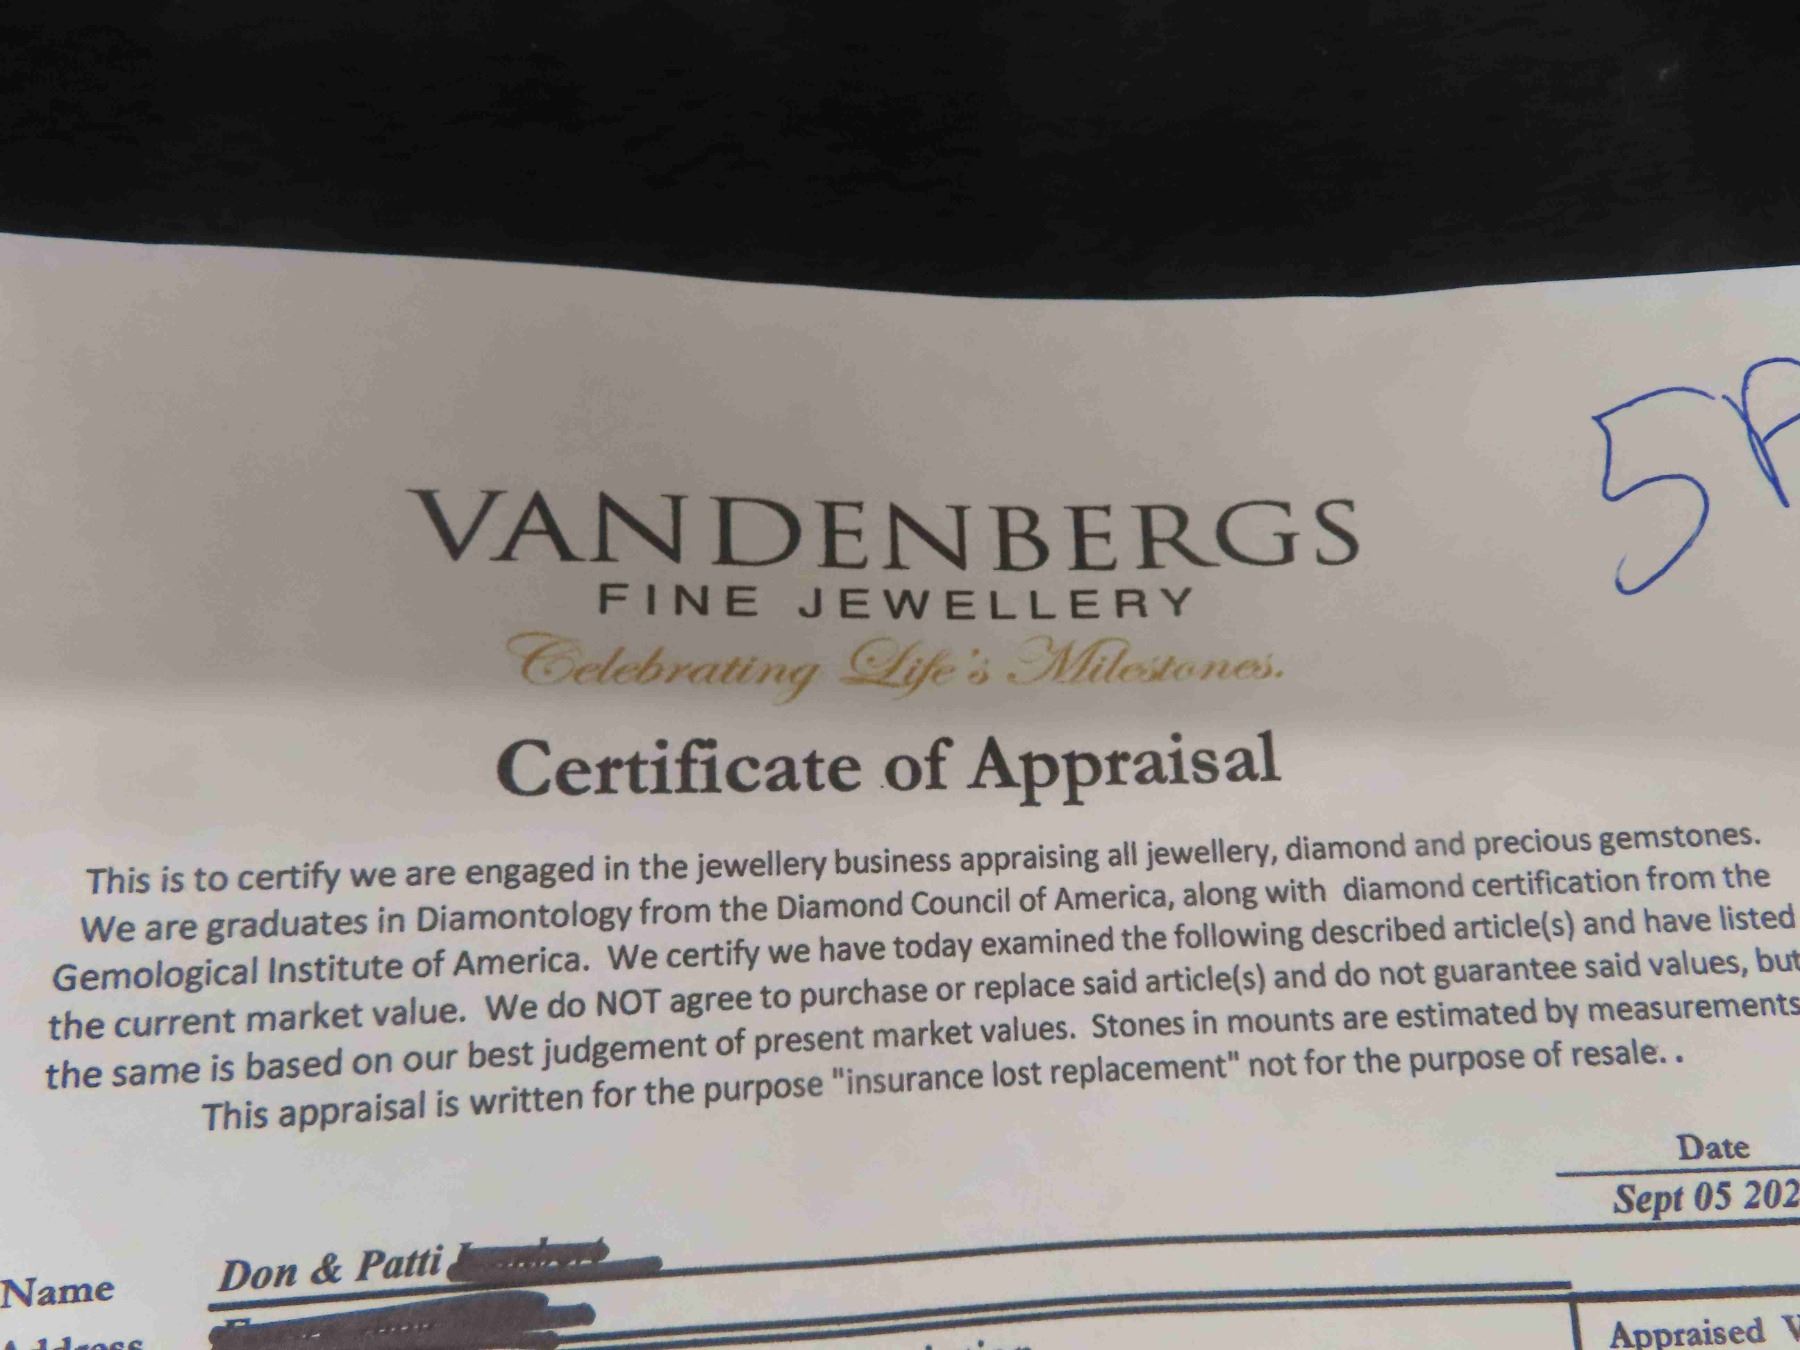 5
VANDENBERGS
FINE JEWELLERY
Celebrating Life's Milestones.
Certificate of Appraisal
This is to certify we are engaged in the jewellery business appraising all jewellery, diamond and precious gemstones.
We are graduates in Diamontology from the Diamond Council of America, along with diamond certification from the
Gemological Institute of America. We certify we have today examined the following described article(s) and have listed
the current market value. We do NOT agree to purchase or replace said article(s) and do not guarantee said values, but
the same is based on our best judgement of present market values. Stones in mounts are estimated by measurements
This appraisal is written for the purpose "insurance lost replacement" not for the purpose of resale. .
Date
Sept 05 202
Name Don & Patti
Address
Appraised V